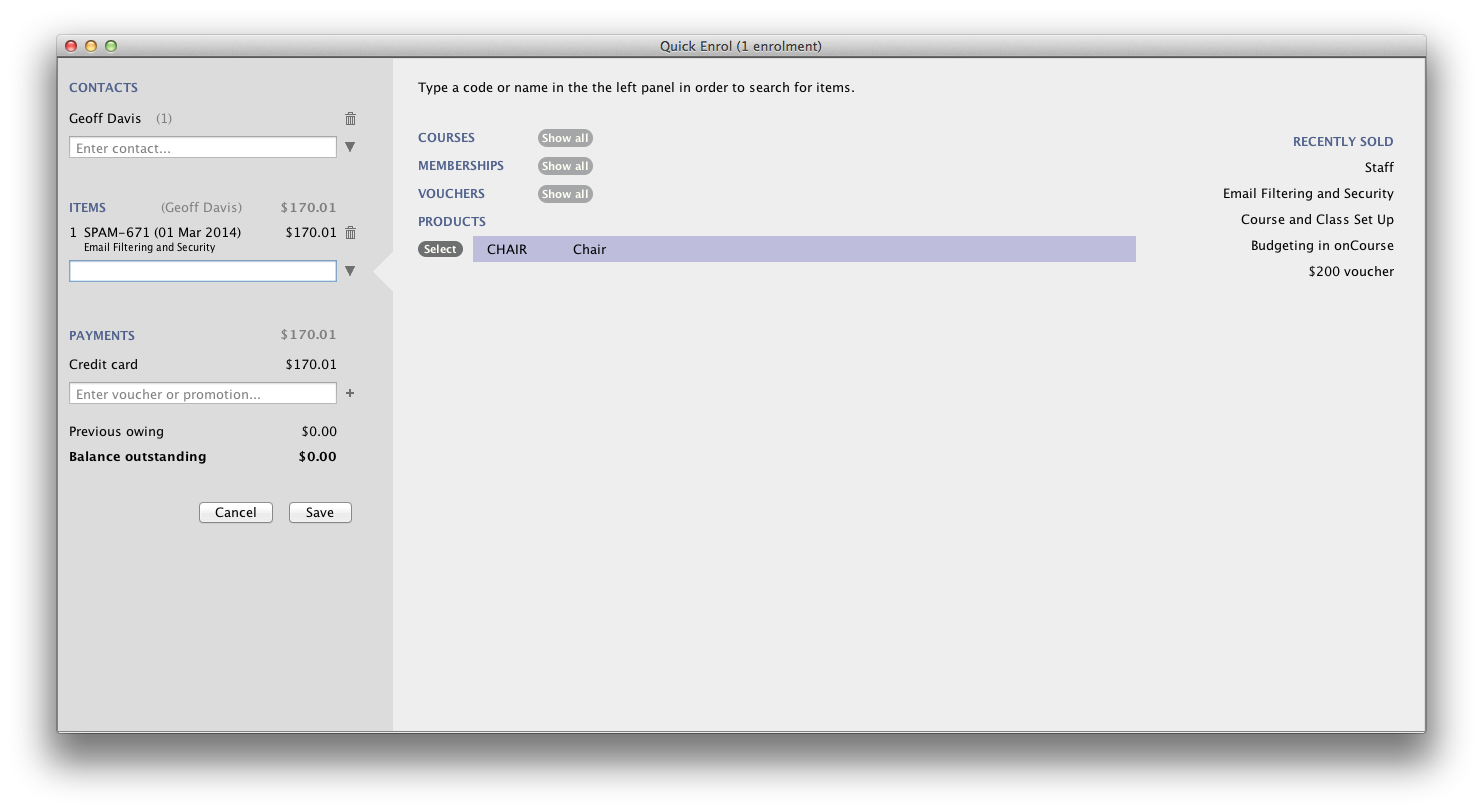 Quick Enrol (1 enrolment)
CONTACTS
Geoff Davis (1)
Enter contact...
ITEMS (Geoff Davis) $170.01
1 SPAM-671 (01 Mar 2014) $170.01
Email Filtering and Security
PAYMENTS $170.01
Credit card $170.01
Enter voucher or promotion... +
Previous owing $0.00
Balance outstanding $0.00
Cancel Save
Type a code or name in the the left panel in order to search for items.
COURSES Show all
MEMBERSHIPS Show all
VOUCHERS Show all
PRODUCTS
Select CHAIR Chair
RECENTLY SOLD
Staff
Email Filtering and Security
Course and Class Set Up
Budgeting in onCourse
$200 voucher